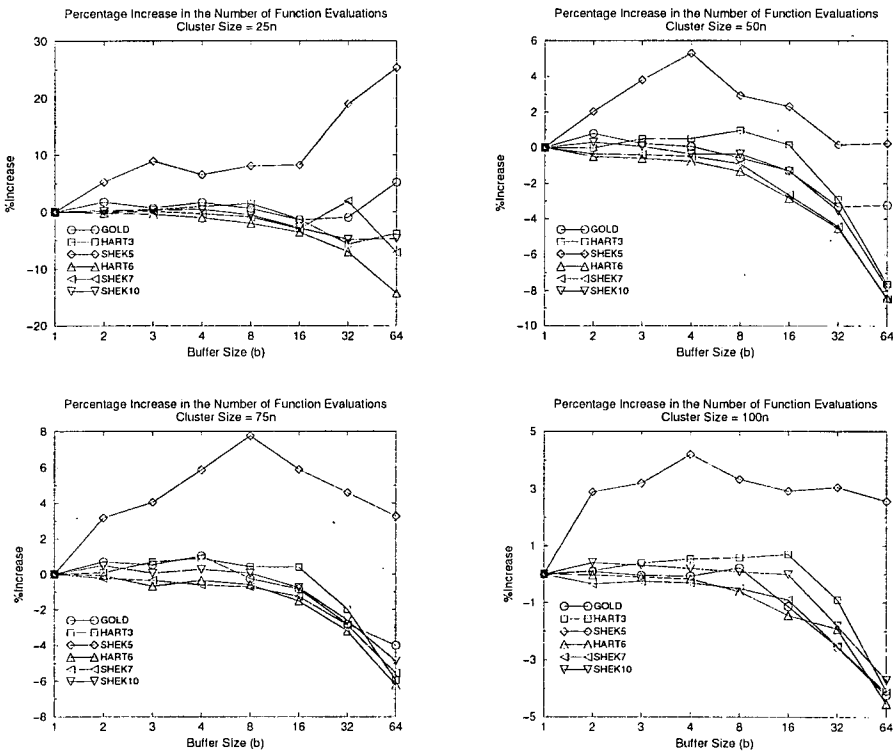 Percentage Increase in the Number of Function Evaluations
Cluster Size = 25n
30
20
10
0
-10
-20
%Increase
GOLD
HART3
SHEK5
HART6
SHEK7
SHEK10
1 2 3 4 8 16 32 64
Buffer Size (b)
Percentage Increase in the Number of Function Evaluations
Cluster Size = 50n
6
4
2
0
-2
-4
-6
-8
-10
%Increase
GOLD
HART3
SHEK5
HART6
SHEK7
SHEK10
1 2 3 4 8 16 32 64
Buffer Size (b)
Percentage Increase in the Number of Function Evaluations
Cluster Size = 75n
8
6
4
2
0
-2
-4
-6
-8
%Increase
GOLD
HART3
SHEK5
HART6
SHEK7
SHEK10
1 2 3 4 8 16 32 64
Buffer Size (b)
Percentage Increase in the Number of Function Evaluations
Cluster Size = 100n
5
3
1
-1
-3
-5
%Increase
GOLD
HART3
SHEK5
HART6
SHEK7
SHEK10
1 2 3 4 8 16 32 64
Buffer Size (b)